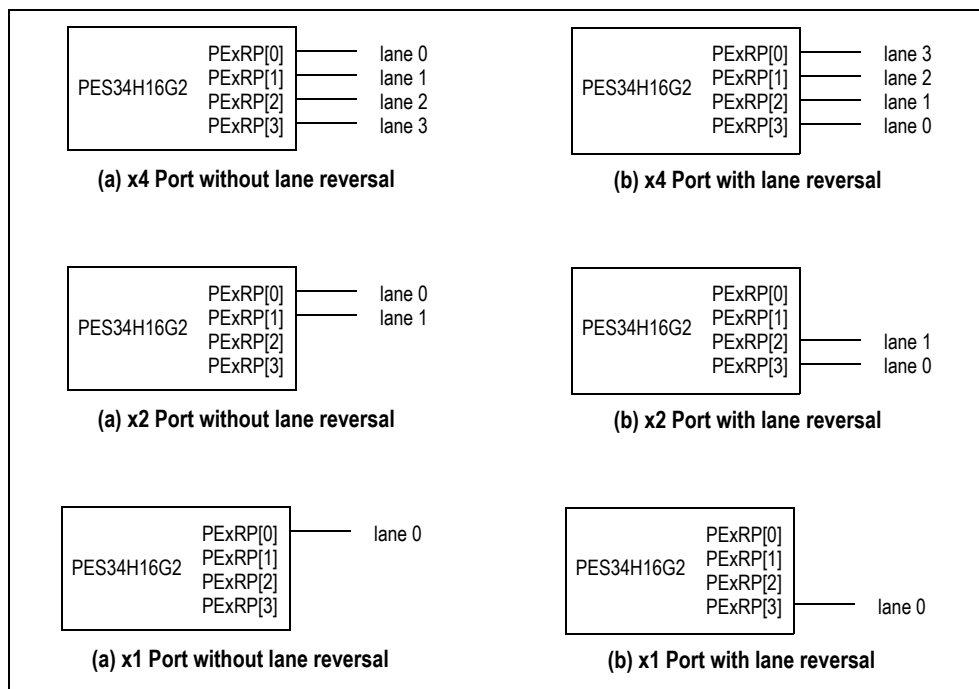 PES34H16G2
PExRP[0] lane 0
PExRP[1] lane 1
PExRP[2] lane 2
PExRP[3] lane 3
(a) x4 Port without lane reversal
PES34H16G2
PExRP[0] lane 3
PExRP[1] lane 2
PExRP[2] lane 1
PExRP[3] lane 0
(b) x4 Port with lane reversal
PES34H16G2
PExRP[0] lane 0
PExRP[1] lane 1
PExRP[2]
PExRP[3]
(a) x2 Port without lane reversal
PES34H16G2
PExRP[0]
PExRP[1]
PExRP[2] lane 1
PExRP[3] lane 0
(b) x2 Port with lane reversal
PES34H16G2
PExRP[0] lane 0
PExRP[1]
PExRP[2]
PExRP[3]
(a) x1 Port without lane reversal
PES34H16G2
PExRP[0]
PExRP[1]
PExRP[2]
PExRP[3] lane 0
(b) x1 Port with lane reversal